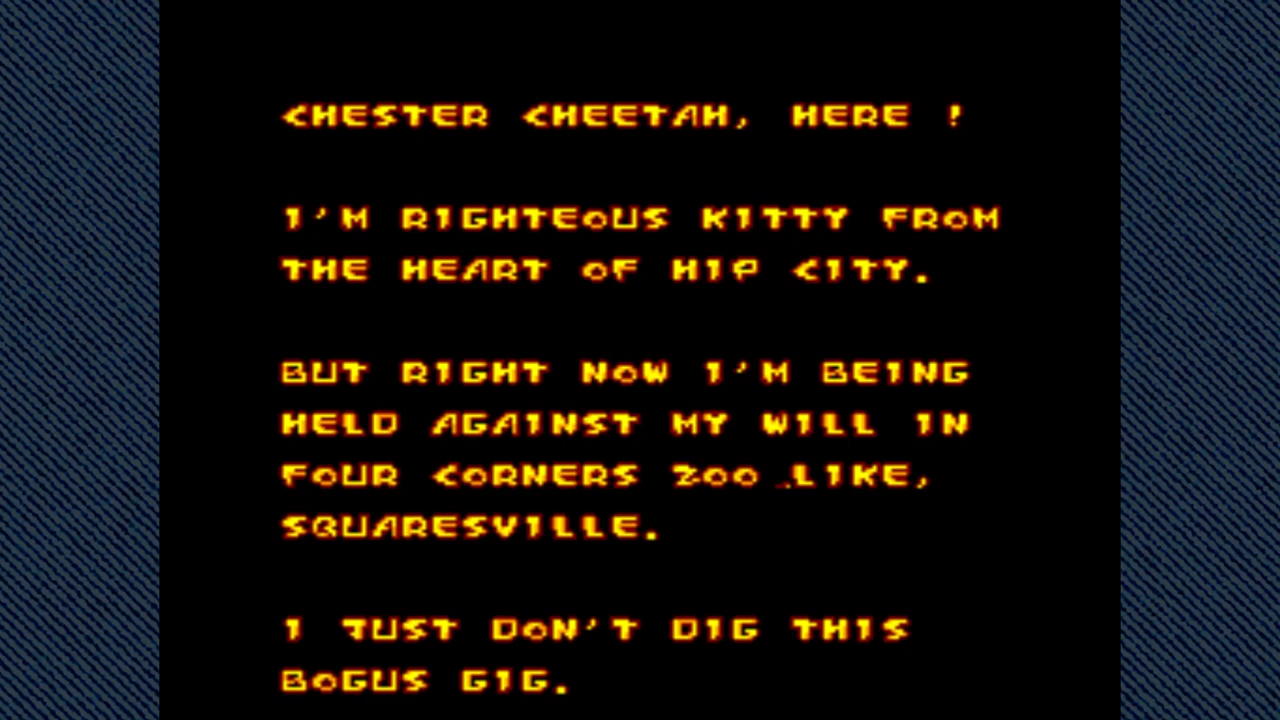 CHESTER CHEETAH, HERE !
I'M RIGHTEOUS KITTY FROM
THE HEART OF HIP CITY.
BUT RIGHT NOW I'M BEING
HELD AGAINST MY WILL IN
FOUR CORNERS ZOO LIKE,
SQUARESVILLE.
I JUST DON'T DIG THIS
BOGUS GIG.